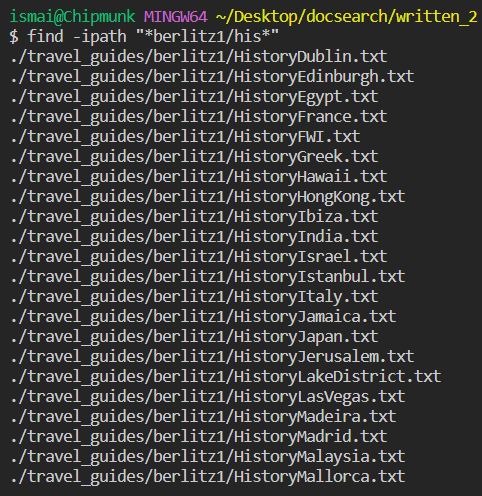 ismai@Chipmunk MINGW64 ~/Desktop/docsearch/written_2
$ find -ipath "*berlitz1/his*"
./travel_guides/berlitz1/HistoryDublin.txt
./travel_guides/berlitz1/HistoryEdinburgh.txt
./travel_guides/berlitz1/HistoryEgypt.txt
./travel_guides/berlitz1/HistoryFrance.txt
./travel_guides/berlitz1/HistoryFWI.txt
./travel_guides/berlitz1/HistoryGreek.txt
./travel_guides/berlitz1/HistoryHawaii.txt
./travel_guides/berlitz1/HistoryHongKong.txt
./travel_guides/berlitz1/HistoryIbiza.txt
./travel_guides/berlitz1/HistoryIndia.txt
./travel_guides/berlitz1/HistoryIsrael.txt
./travel_guides/berlitz1/HistoryIstanbul.txt
./travel_guides/berlitz1/HistoryItaly.txt
./travel_guides/berlitz1/HistoryJamaica.txt
./travel_guides/berlitz1/HistoryJapan.txt
./travel_guides/berlitz1/HistoryJerusalem.txt
./travel_guides/berlitz1/HistoryLakeDistrict.txt
./travel_guides/berlitz1/HistoryLasVegas.txt
./travel_guides/berlitz1/HistoryMadeira.txt
./travel_guides/berlitz1/HistoryMadrid.txt
./travel_guides/berlitz1/HistoryMalaysia.txt
./travel_guides/berlitz1/HistoryMallorca.txt